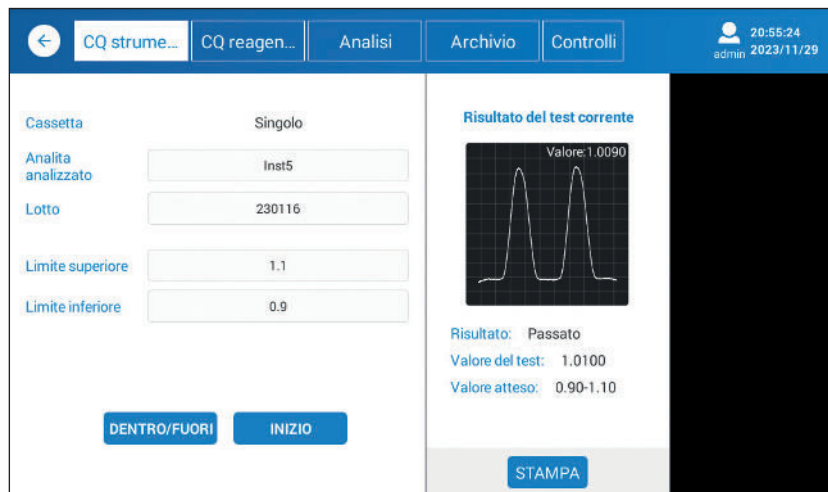 CQ strume... CQ reagen... Analisi Archivio Controlli
20:55:24
admin 2023/11/29
Cassetta Singolo
Analita
analizzato
Inst5
Lotto 230116
Limite superiore 1.1
Limite inferiore 0.9
DENTRO/FUORI INIZIO
Risultato del test corrente
Valore:1.0090
Risultato: Passato
Valore del test: 1.0100
Valore atteso: 0.90-1.10
STAMPA